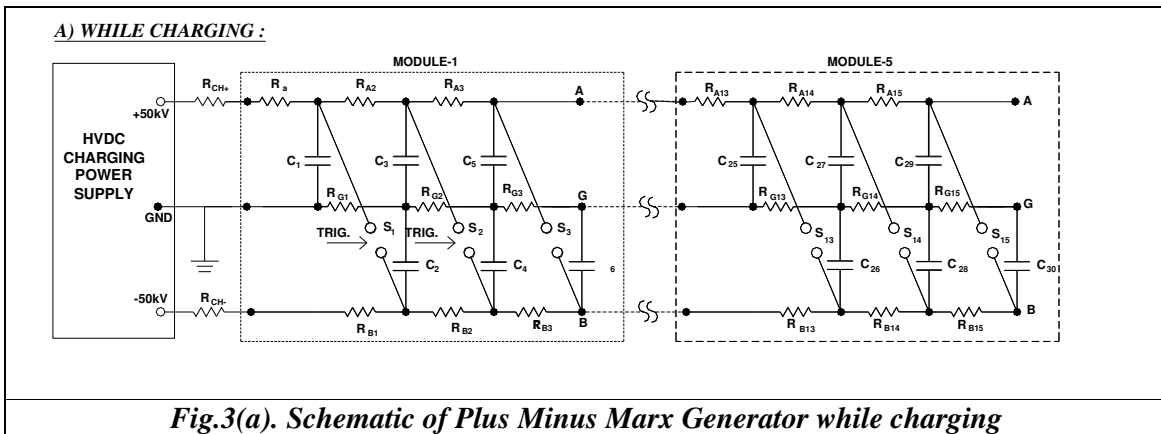 A) WHILE CHARGING :
MODULE-1
MODULE-5
R CH+
R a
R A2
R A3
A
R A13
R A14
R A15
A
+50kV
HVDC
CHARGING
POWER
SUPPLY
C 1
C 3
C 5
C 25
C 27
C 29
R G1
R G2
R G3
G
R G13
R G14
R G15
G
GND
TRIG.
S 1
TRIG.
S 2
S 3
S 13
S 14
S 15
C 2
C 4
6
C 26
C 28
C 30
-50kV
R CH-
R B1
R B2
R B3
B
R B13
R B14
R B15
B
Fig.3(a). Schematic of Plus Minus Marx Generator while charging